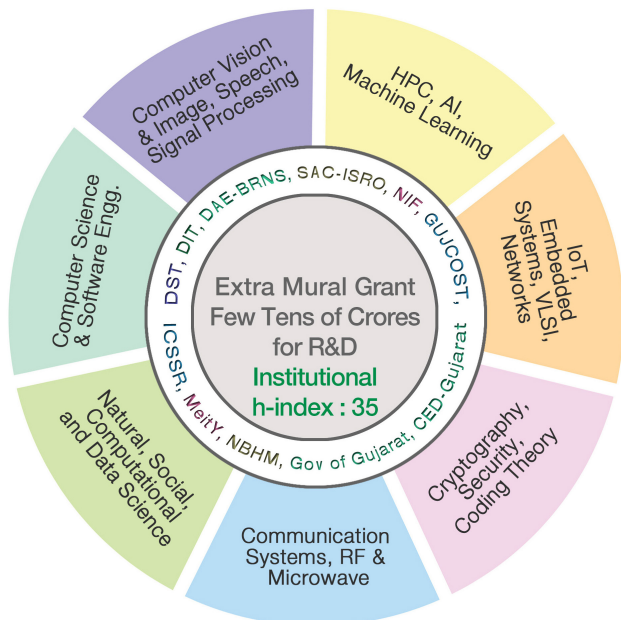 Computer Vision
& Image, Speech,
Signal Processing
HPC, AI,
Machine Learning
IoT,
Embedded
Systems, VLSI,
Networks
Cryptography,
Security,
Coding Theory
Communication
Systems, RF &
Microwave
Natural, Social,
Computational
and Data Science
Computer Science
& Software Engg.
DST, DIT, DAE-BRNS, SAC-ISRO, NIF, GUJCOST,
ICSSR, MeitY, NBHM, Gov of Gujarat, CED-Gujarat
Extra Mural Grant
Few Tens of Crores
for R&D
Institutional
h-index : 35